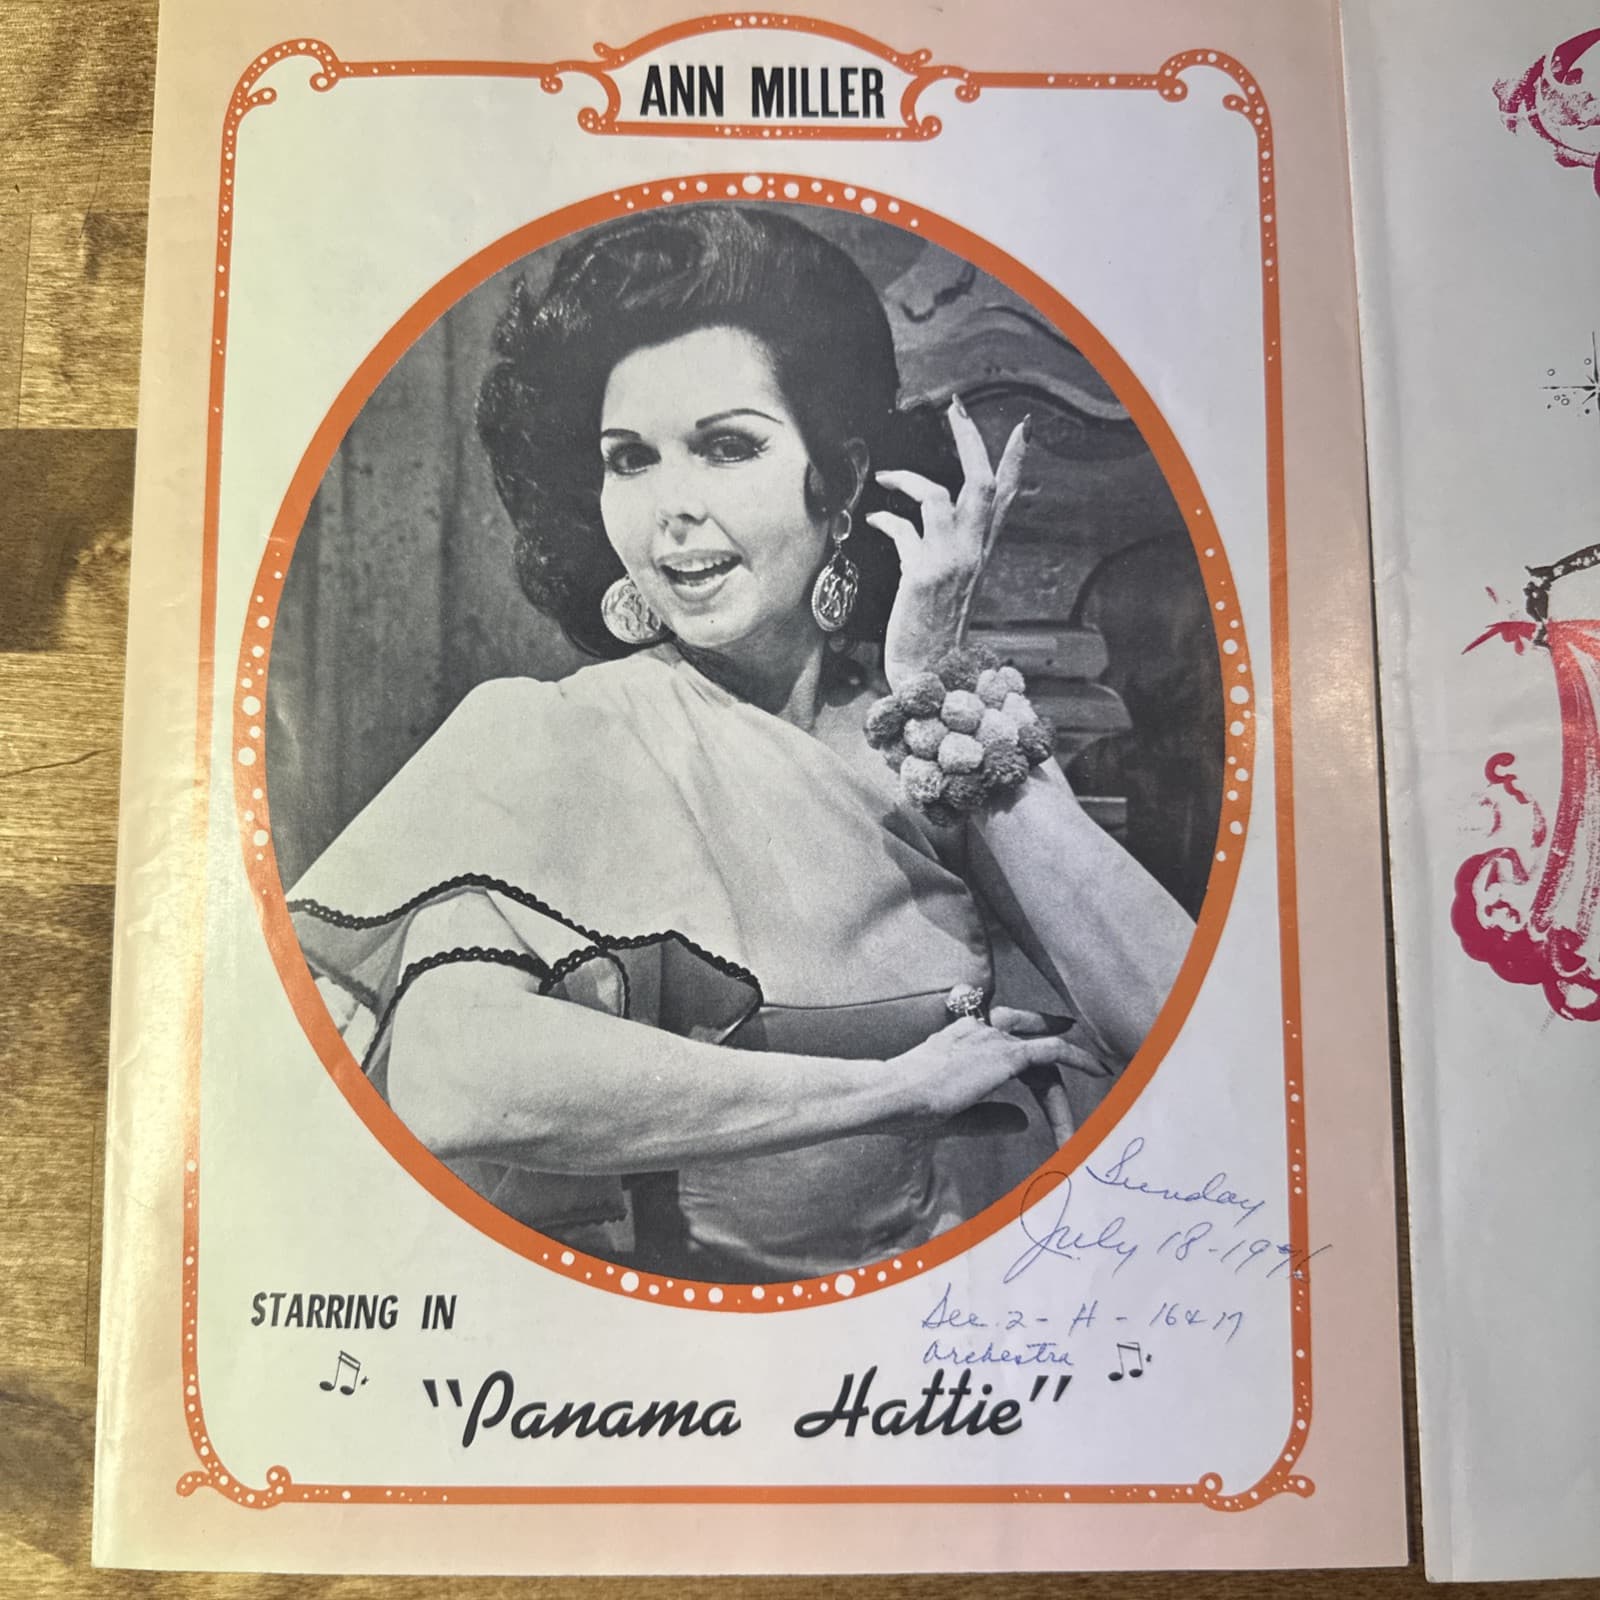 ANN MILLER
Sunday
July 18-1976
STARRING IN
Sec. 2 - H - 16 & 17
Orchestra
"Panama Hattie"